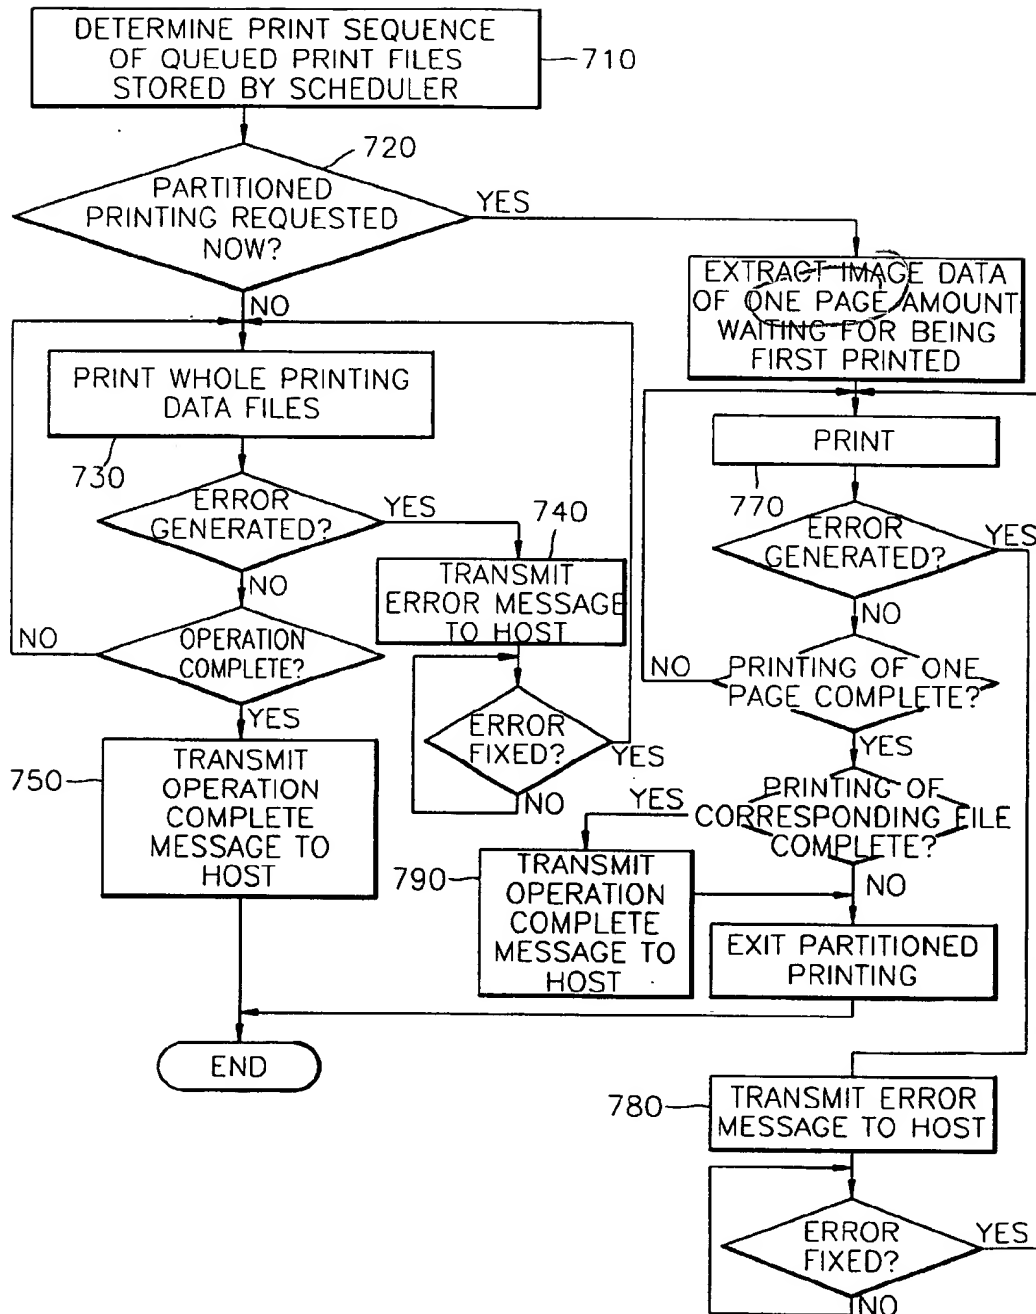 DETERMINE PRINT SEQUENCE
OF QUEUED PRINT FILES
STORED BY SCHEDULER
710
720
PARTITIONED
PRINTING REQUESTED
NOW?
YES
NO
EXTRACT IMAGE DATA
OF ONE PAGE AMOUNT
WAITING FOR BEING
FIRST PRINTED
PRINT WHOLE PRINTING
DATA FILES
730
ERROR
GENERATED?
YES
NO
740
TRANSMIT
ERROR MESSAGE
TO HOST
OPERATION
COMPLETE?
NO
YES
ERROR
FIXED?
YES
NO
750
TRANSMIT
OPERATION
COMPLETE
MESSAGE TO
HOST
PRINT
770
ERROR
GENERATED?
YES
NO
PRINTING OF ONE
PAGE COMPLETE?
NO
YES
PRINTING OF
CORRESPONDING FILE
COMPLETE?
YES
NO
790
TRANSMIT
OPERATION
COMPLETE
MESSAGE TO
HOST
EXIT PARTITIONED
PRINTING
END
780
TRANSMIT ERROR
MESSAGE TO HOST
ERROR
FIXED?
YES
NO